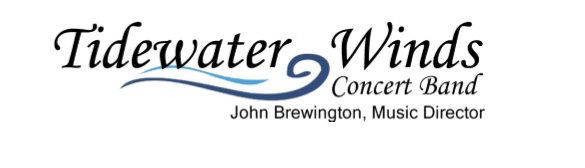 Tidewater Winds
Concert Band
John Brewington, Music Director